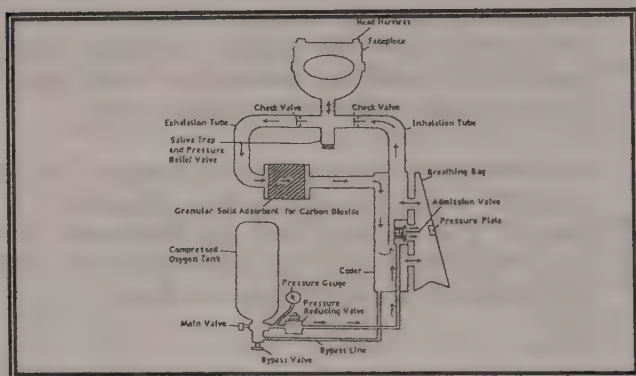 Head Harness
Facepiece
Check Valve
Check Valve
Exhalation Tube
Inhalation Tube
Saliva Trap
and Pressure
Relief Valve
Breathing Bag
Admission Valve
Pressure Plate
Granular Solid Adsorbent for Carbon Dioxide
Compressed
Oxygen Tank
Pressure Gauge
Cooler
Pressure
Reducing Valve
Main Valve
Bypass Line
Bypass Valve